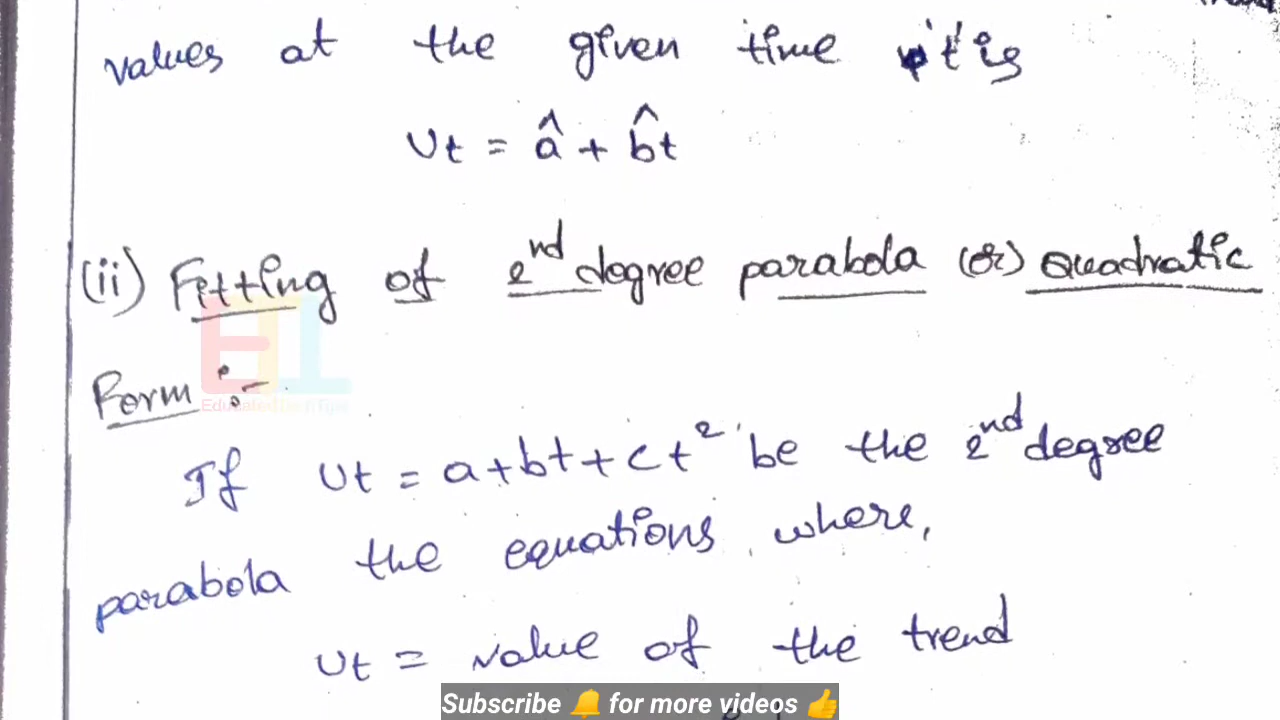 values at the given time 't' is
Ut = â + b̂t
(ii) Fitting of 2nd degree parabola (or) Quadratic
Form :-
If Ut = a+bt+ct² be the 2nd degree
parabola the equations where,
Ut = value of the trend
Subscribe 🔔 for more videos 👍